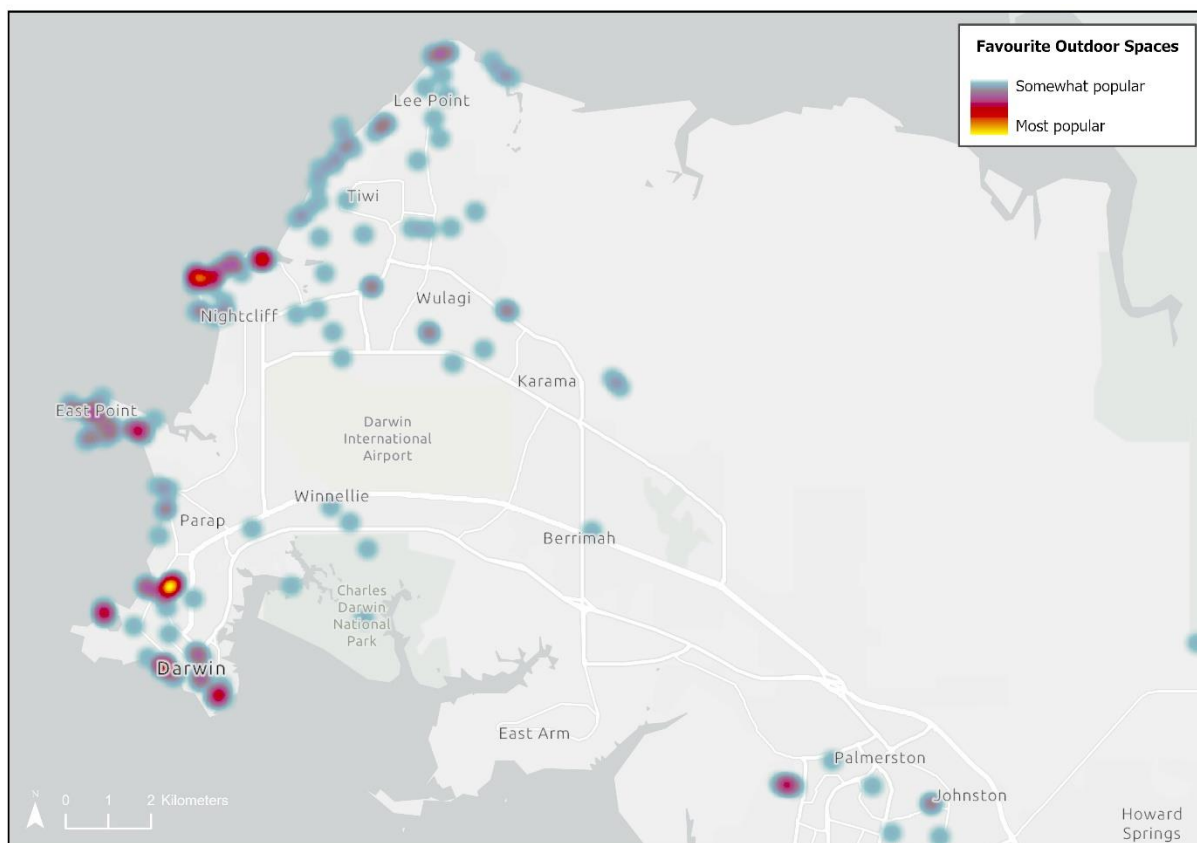 Favourite Outdoor Spaces
Somewhat popular
Most popular
Lee Point
Tiwi
Wulagi
Nightcliff
Karama
East Point
Darwin
International
Airport
Winnellie
Parap
Berrimah
Charles
Darwin
National
Park
Darwin
East Arm
Palmerston
Johnston
Howard
Springs
N
0 1 2 Kilometers